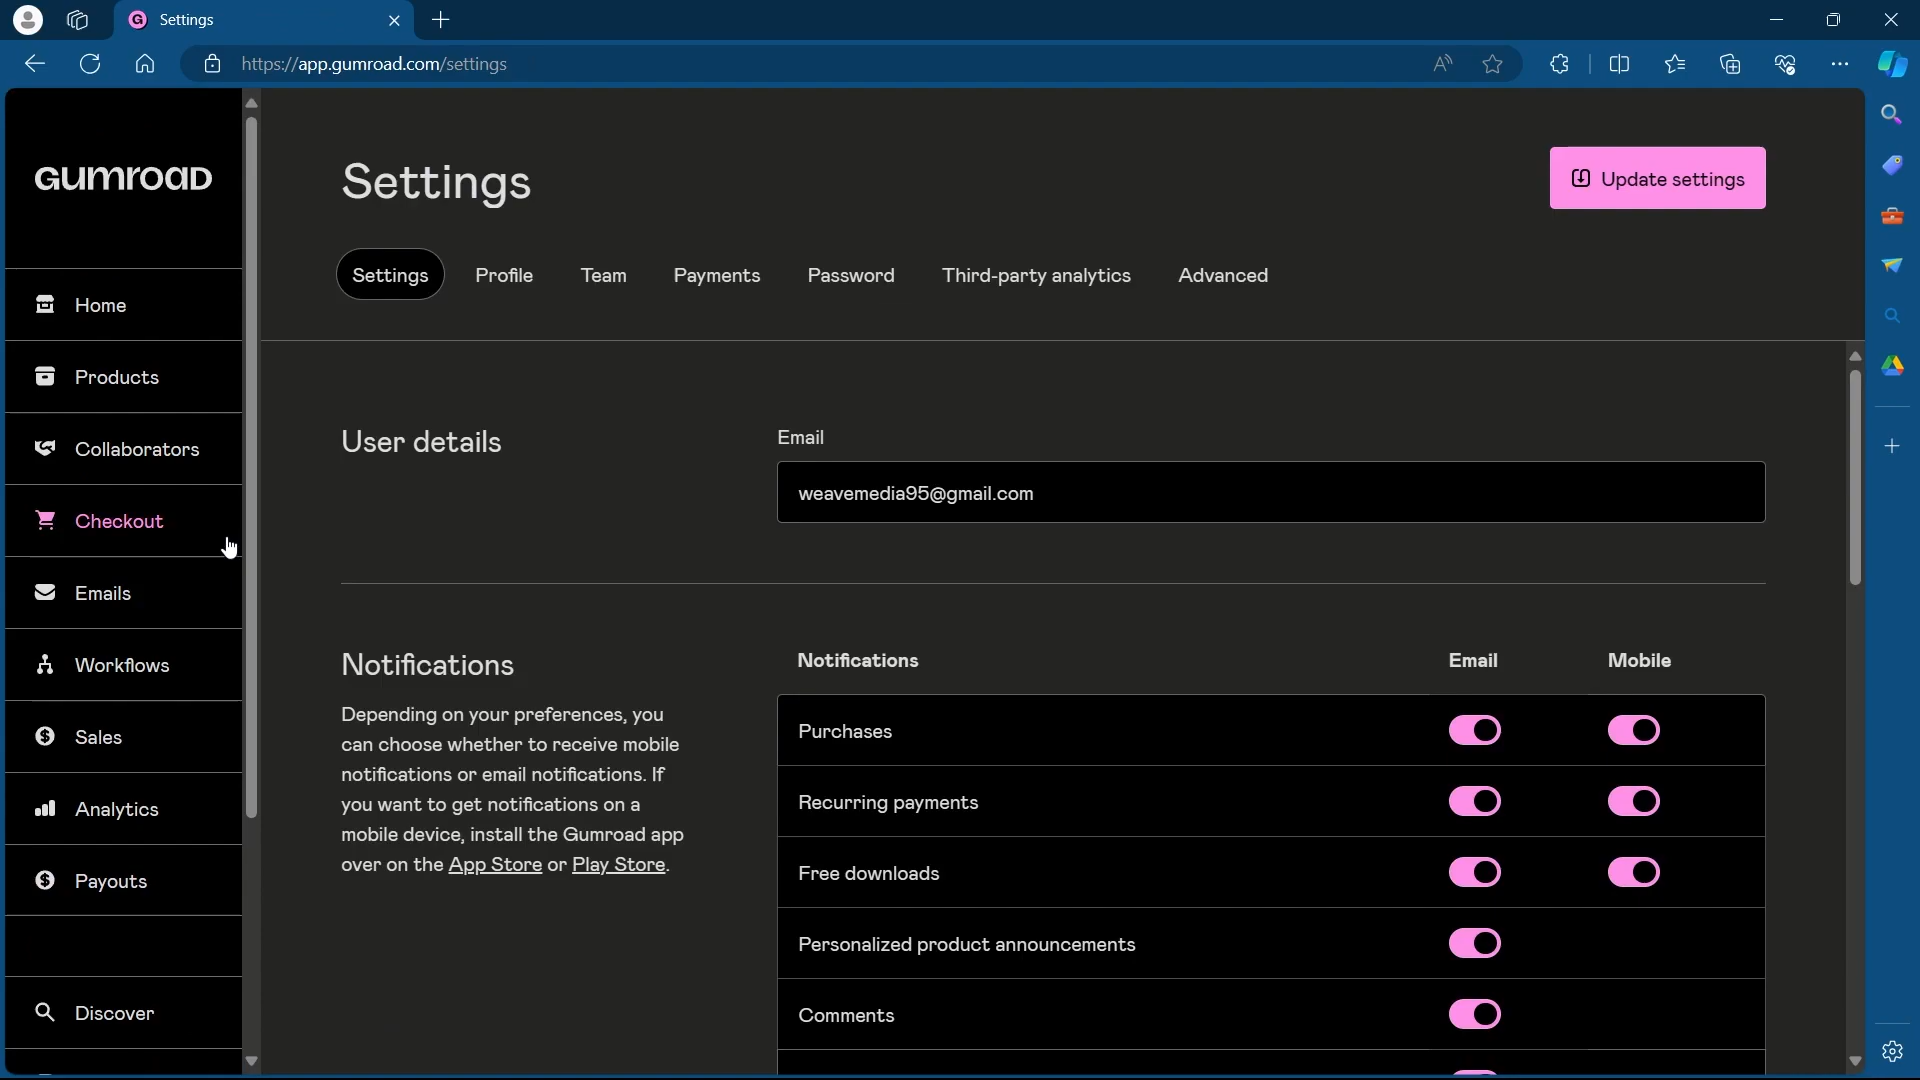 Settings
https://app.gumroad.com/settings
GUMROAD
Home
Products
Collaborators
Checkout
Emails
Workflows
Sales
Analytics
Payouts
Discover
Settings
Update settings
Settings
Profile
Team
Payments
Password
Third-party analytics
Advanced
User details
Email
weavemedia95@gmail.com
Notifications
Depending on your preferences, you
can choose whether to receive mobile
notifications or email notifications. If
you want to get notifications on a
mobile device, install the Gumroad app
over on the App Store or Play Store.
Notifications
Email
Mobile
Purchases
Recurring payments
Free downloads
Personalized product announcements
Comments